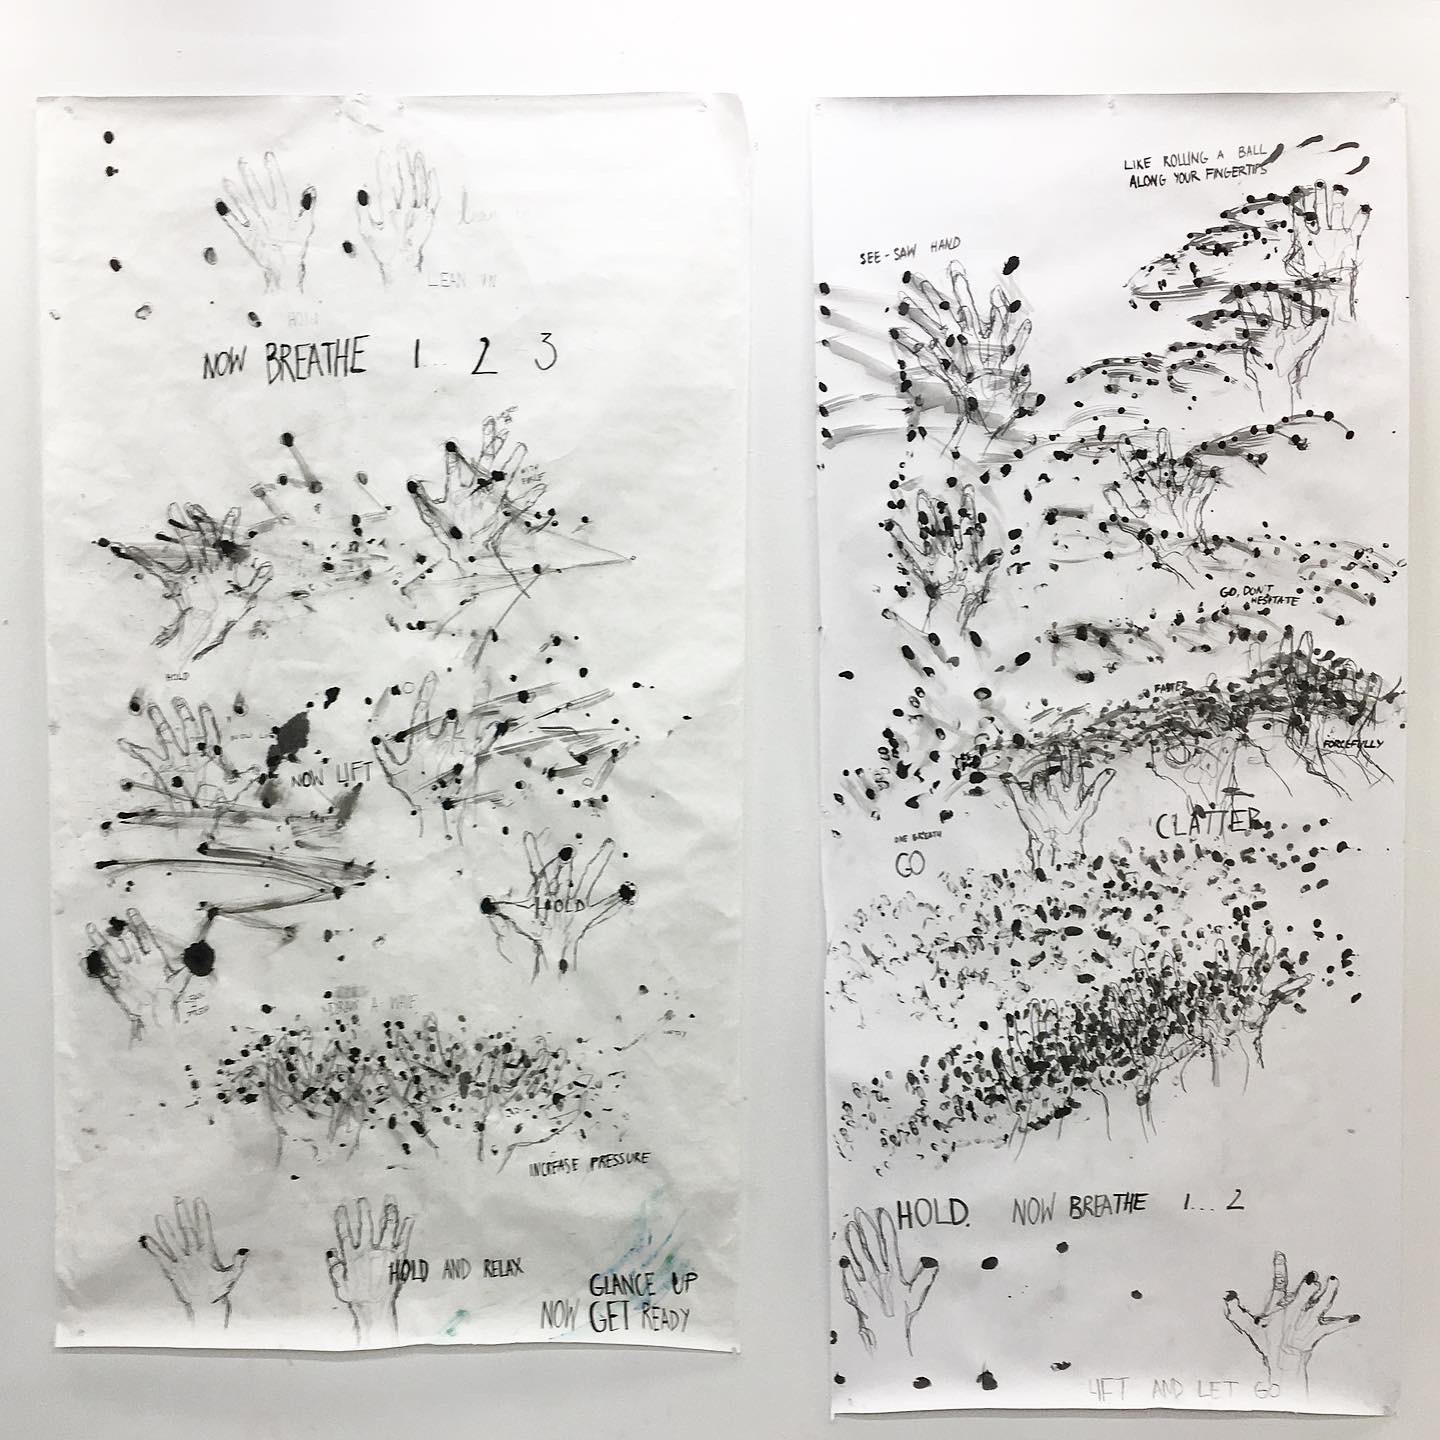 LEAN IN
HOLD
NOW BREATHE 1... 2 3
HOLD
NOW LIFT
HOLD
DRAW A WAVE
INCREASE PRESSURE
HOLD AND RELAX
GLANCE UP
NOW GET READY
LIKE ROLLING A BALL
ALONG YOUR FINGERTIPS
SEE-SAW HAND
GO, DON'T
HESITATE
FASTER
FORCEFULLY
CLATTER
ONE BREATH
GO
HOLD. NOW BREATHE 1... 2
LIFT AND LET GO